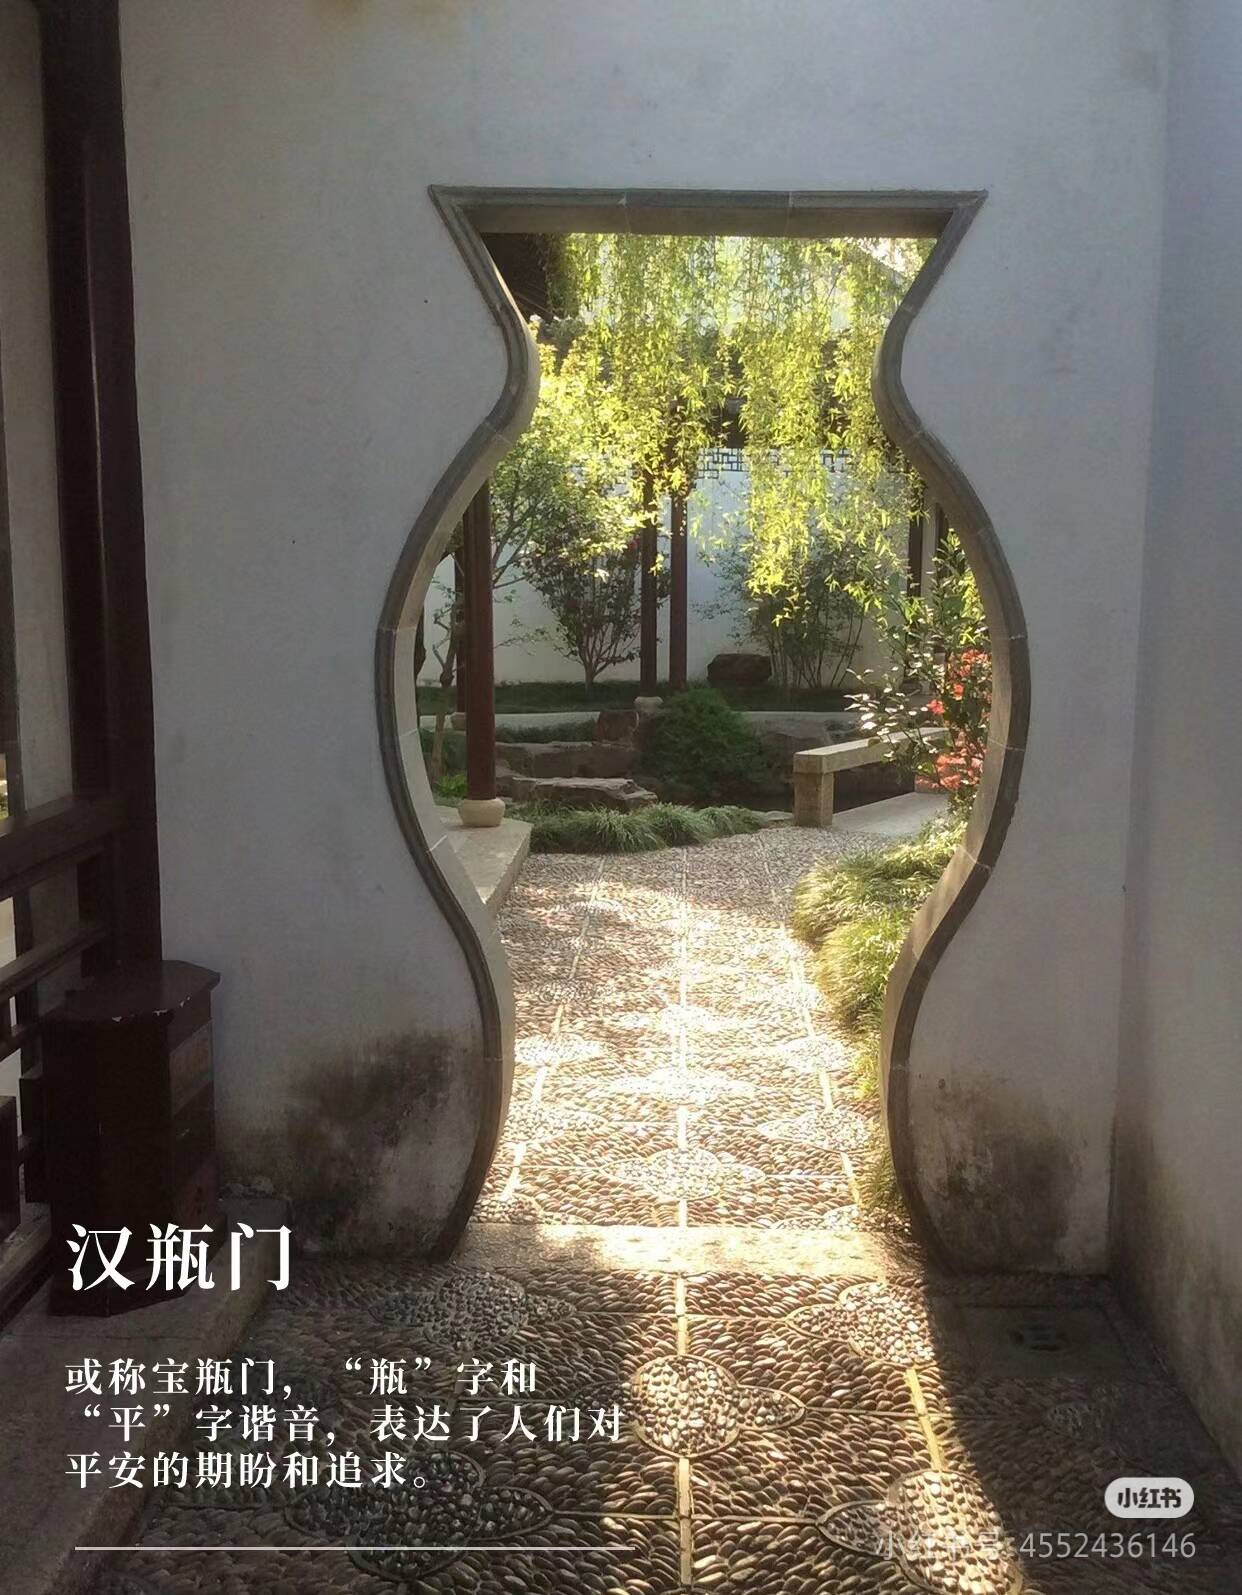 汉瓶门
或称宝瓶门，“瓶”字和
“平”字谐音，表达了人们对
平安的期盼和追求。
小红书
小红书号:4552436146